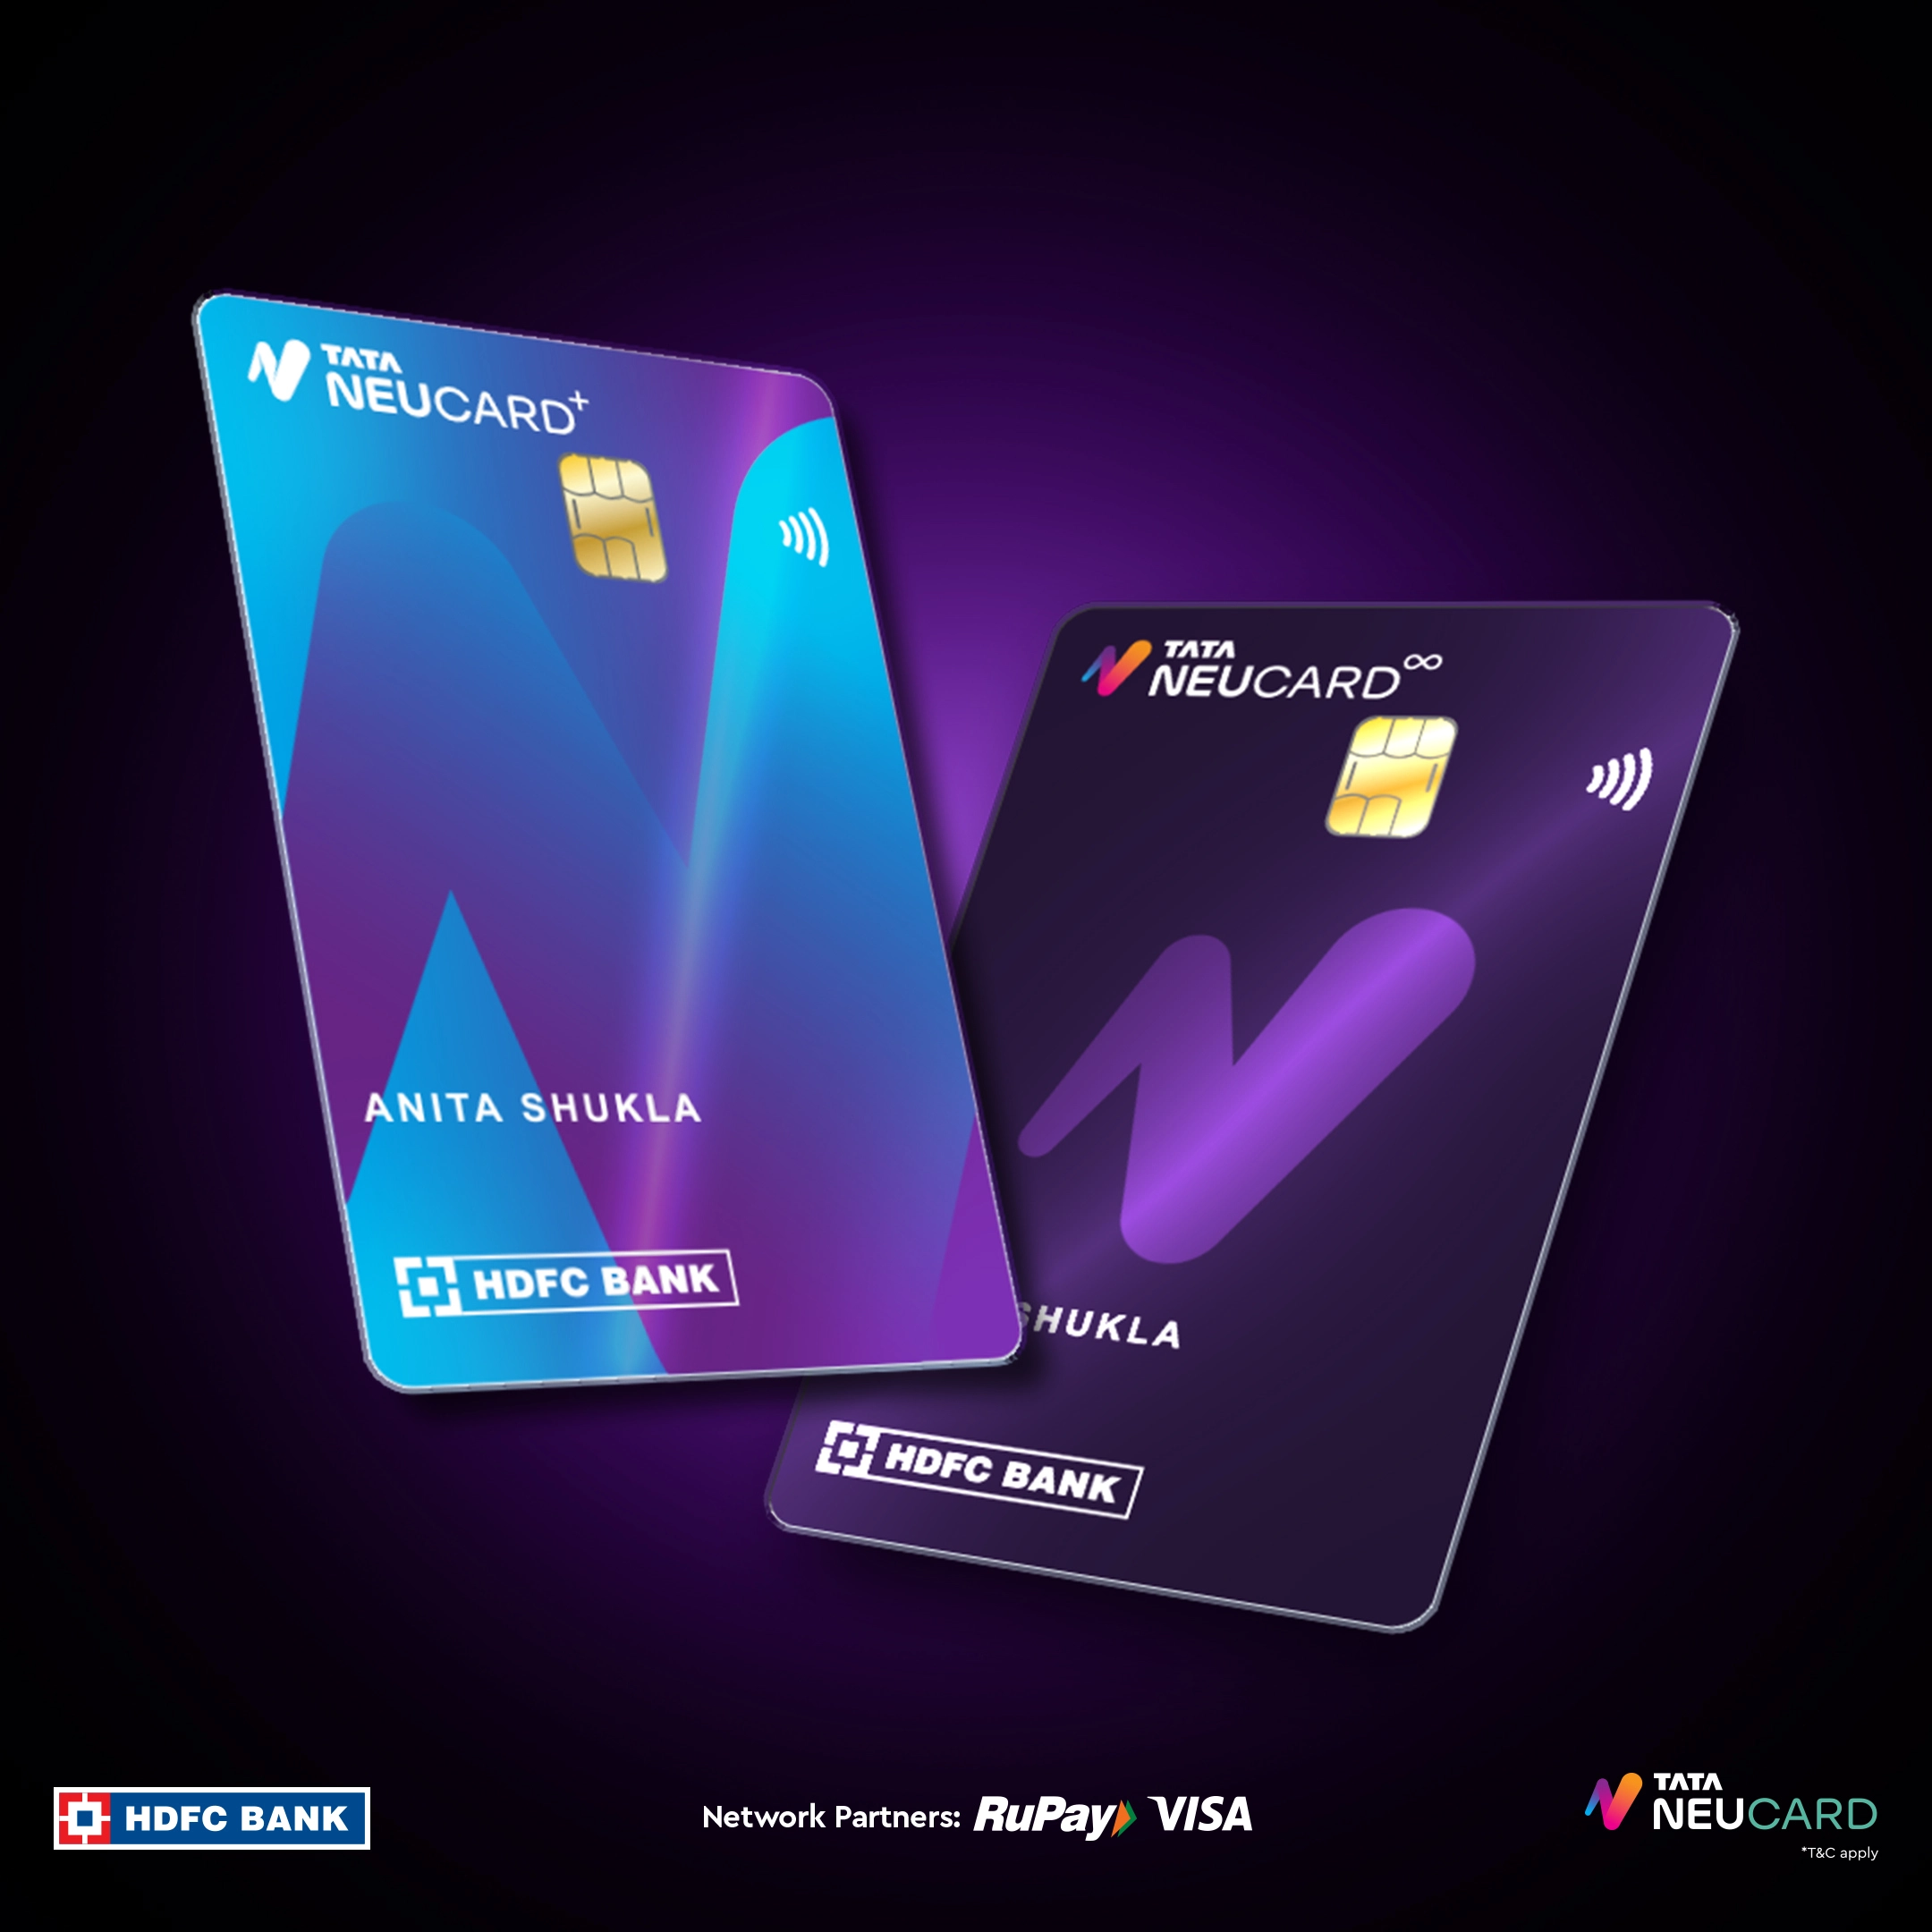 TATA
NEUCARD+
ANITA SHUKLA
HDFC BANK
TATA
NEUCARD∞
SHUKLA
HDFC BANK
HDFC BANK
Network Partners: RuPay VISA
TATA
NEUCARD
*T&C apply